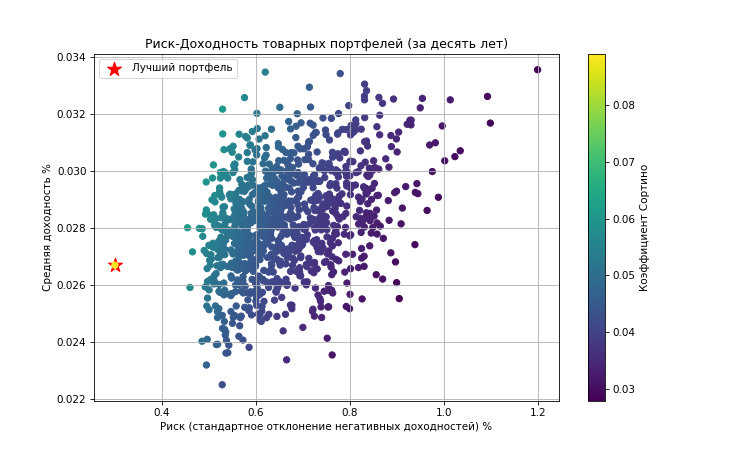 Риск-Доходность товарных портфелей (за десять лет)
Лучший портфель
Средняя доходность %
0.034
0.032
0.030
0.028
0.026
0.024
0.022
0.4 0.6 0.8 1.0 1.2
Риск (стандартное отклонение негативных доходностей) %
0.08
0.07
0.06
0.05
0.04
0.03
Коэффициент Сортино